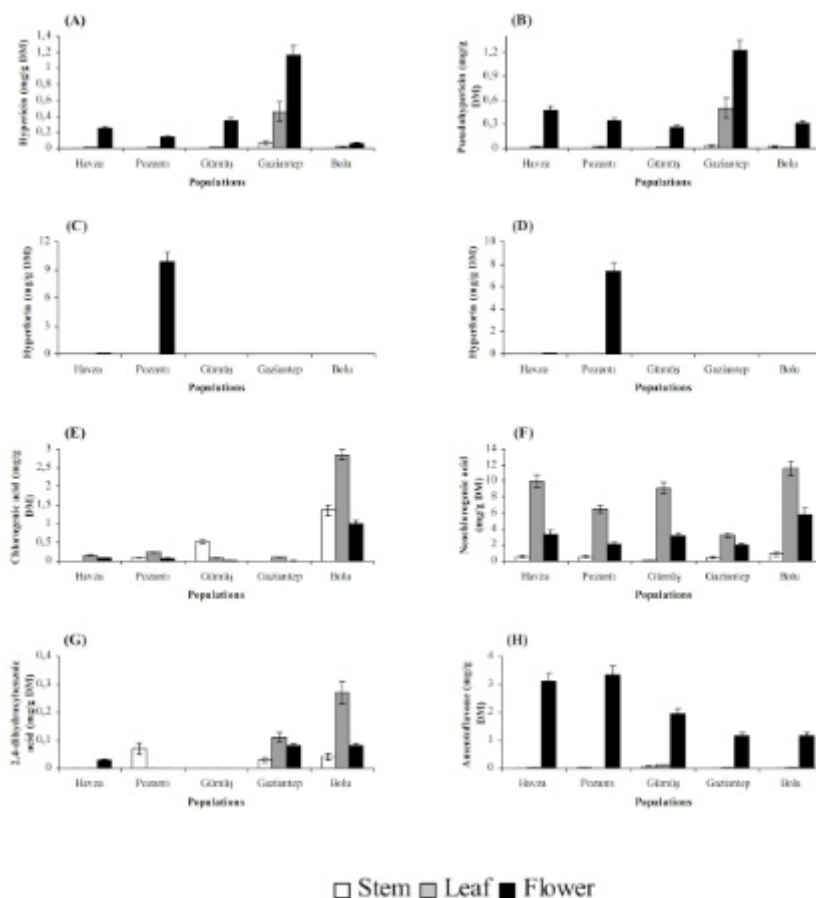 (A)
Hypericin (mg/g DM)
1,4
1,2
1
0,8
0,6
0,4
0,2
0
Havza Pozantı Gümüş Gaziantep Bolu
Populations
(B)
Pseudohypericin (mg/g
DM)
1,2
0,9
0,6
0,3
0
Havza Pozantı Gümüş Gaziantep Bolu
Populations
(C)
Hyperforin (mg/g DM)
12
9
6
3
0
Havza Pozantı Gümüş Gaziantep Bolu
Populations
(D)
Hyperforin (mg/g DM)
10
8
6
4
2
0
Havza Pozantı Gümüş Gaziantep Bolu
Populations
(E)
Chlorogenic acid (mg/g
DM)
3
2,5
2
1,5
1
0,5
0
Havza Pozantı Gümüş Gaziantep Bolu
Populations
(F)
Neochlorogenic acid
(mg/g DM)
14
12
10
8
6
4
2
0
Havza Pozantı Gümüş Gaziantep Bolu
Populations
(G)
2,4-dihydroxybenzoic
acid (mg/g DM)
0,4
0,3
0,2
0,1
0
Havza Pozantı Gümüş Gaziantep Bolu
Populations
(H)
Amentoflavone (mg/g
DM)
4
3
2
1
0
Havza Pozantı Gümüş Gaziantep Bolu
Populations
Stem Leaf Flower